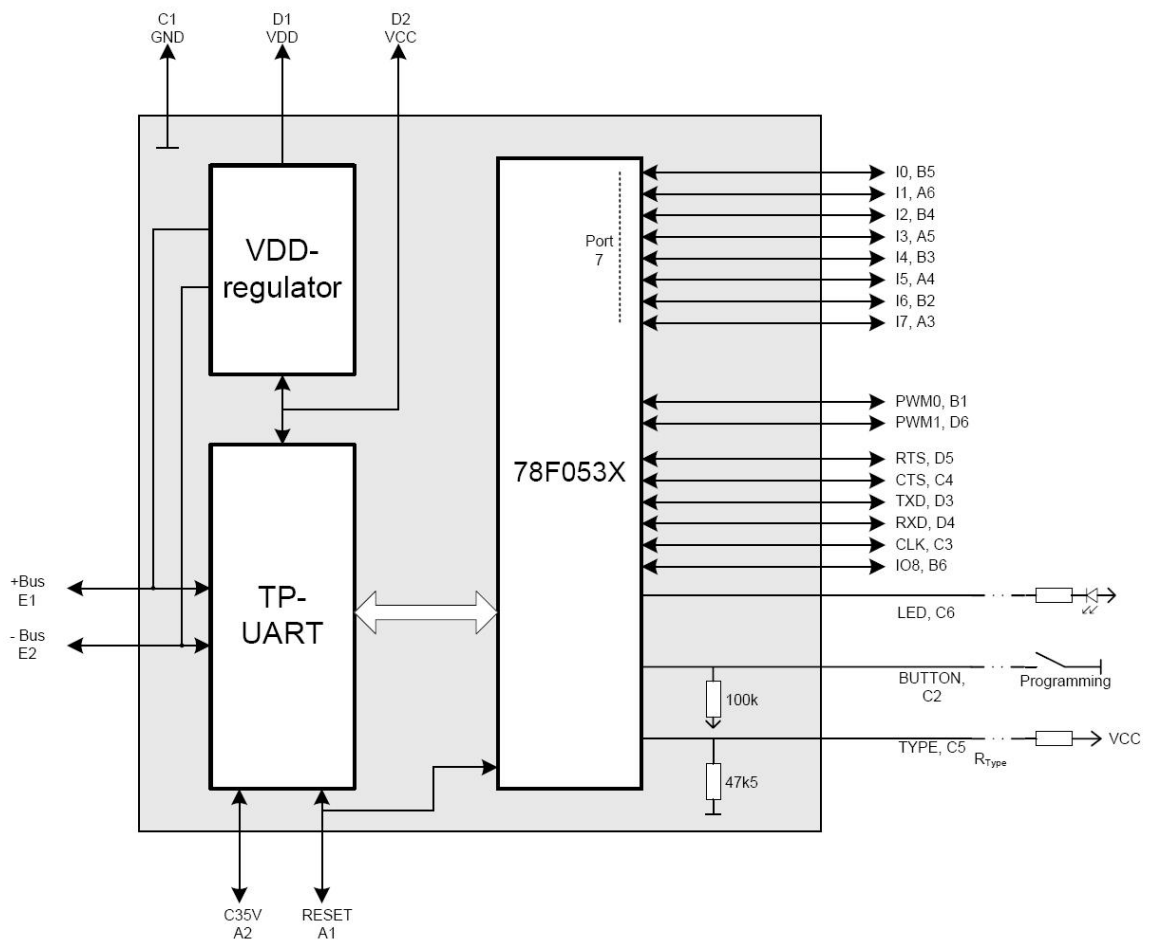 C1
GND
D1
VDD
D2
VCC
VDD-
regulator
Port
7
I0, B5
I1, A6
I2, B4
I3, A5
I4, B3
I5, A4
I6, B2
I7, A3
PWM0, B1
PWM1, D6
78F053X
RTS, D5
CTS, C4
TXD, D3
RXD, D4
CLK, C3
IO8, B6
+Bus
E1
- Bus
E2
TP-
UART
LED, C6
BUTTON,
C2
Programming
100k
TYPE, C5
RType
VCC
47k5
C35V
A2
RESET
A1